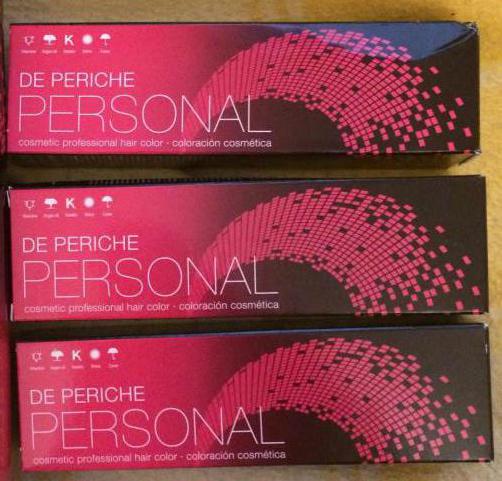 K
DE PERICHE
PERSONAL
cosmetic professional hair color · coloración cosmética
K
DE PERICHE
PERSONAL
cosmetic professional hair color · coloración cosmética
K
DE PERICHE
PERSONAL
cosmetic professional hair color · coloración cosmética